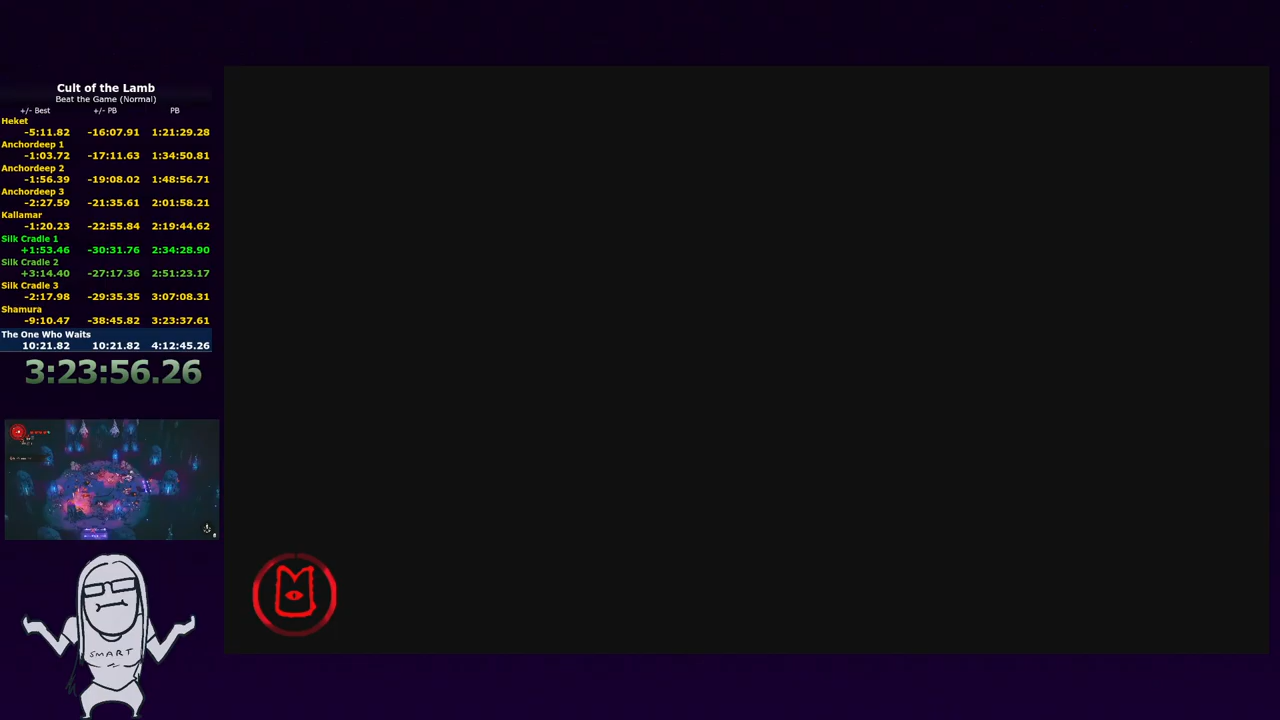 Cult of the Lamb
Beat the Game (Normal)
+/- Best +/- PB PB
Heket
-5:11.82 -16:07.91 1:21:29.28
Anchordeep 1
-1:03.72 -17:11.63 1:34:50.81
Anchordeep 2
-1:56.39 -19:08.02 1:48:56.71
Anchordeep 3
-2:27.59 -21:35.61 2:01:58.21
Kallamar
-1:20.23 -22:55.84 2:19:44.62
Silk Cradle 1
+1:53.46 -30:31.76 2:34:28.90
Silk Cradle 2
+3:14.40 -27:17.36 2:51:23.17
Silk Cradle 3
-2:17.98 -29:35.35 3:07:08.31
Shamura
-9:10.47 -38:45.82 3:23:37.61
The One Who Waits
10:21.82 10:21.82 4:12:45.26
3:23:56.26
SMART